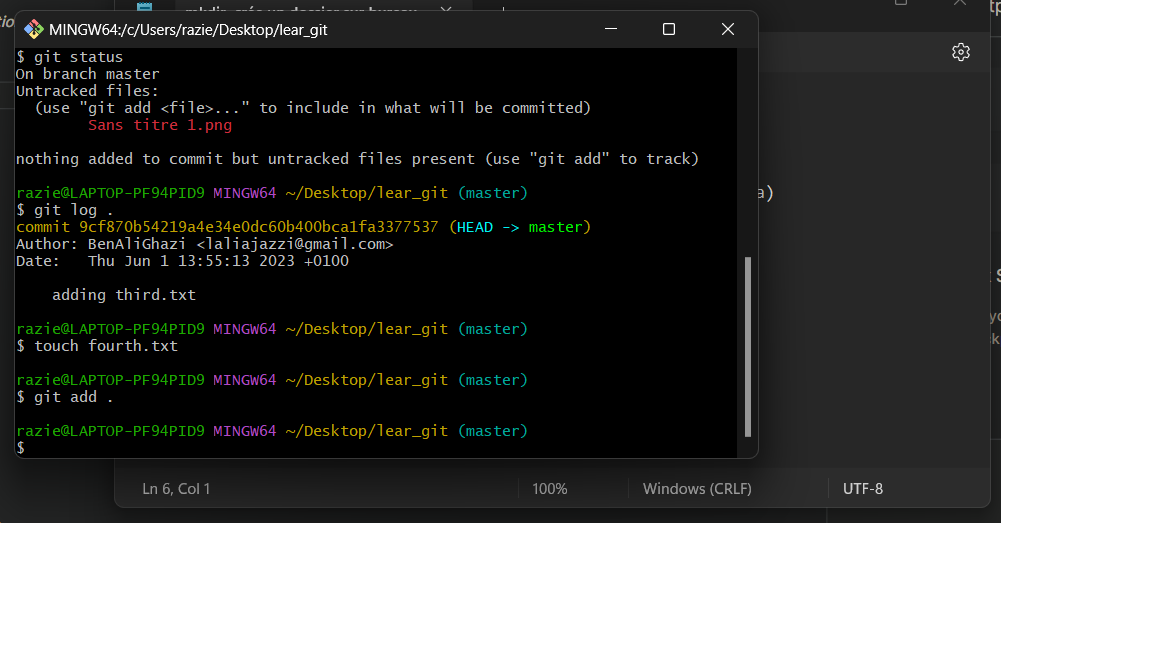 MINGW64:/c/Users/razie/Desktop/lear_git
$ git status
On branch master
Untracked files:
  (use "git add <file>..." to include in what will be committed)
        Sans titre 1.png
nothing added to commit but untracked files present (use "git add" to track)
razie@LAPTOP-PF94PID9 MINGW64 ~/Desktop/lear_git (master)
$ git log .
commit 9cf870b54219a4e34e0dc60b400bca1fa3377537 (HEAD -> master)
Author: BenAliGhazi <laliajazzi@gmail.com>
Date:   Thu Jun 1 13:55:13 2023 +0100
    adding third.txt
razie@LAPTOP-PF94PID9 MINGW64 ~/Desktop/lear_git (master)
$ touch fourth.txt
razie@LAPTOP-PF94PID9 MINGW64 ~/Desktop/lear_git (master)
$ git add .
razie@LAPTOP-PF94PID9 MINGW64 ~/Desktop/lear_git (master)
$
a)
Ln 6, Col 1 100% Windows (CRLF) UTF-8